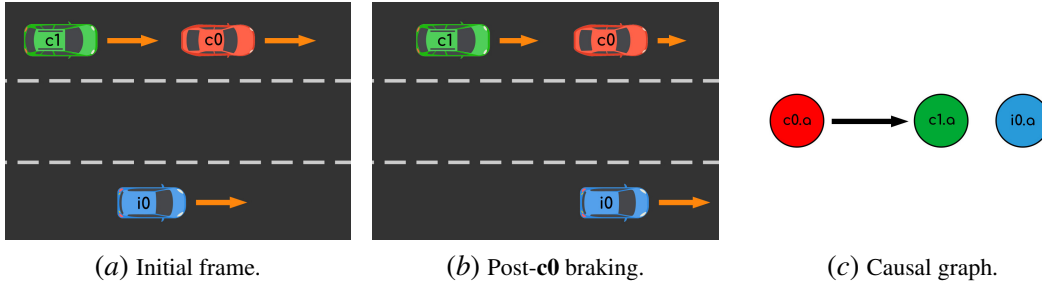 c1 c0
i0
c1 c0
i0
c0.a c1.a i0.a
(a) Initial frame.
(b) Post-c0 braking.
(c) Causal graph.